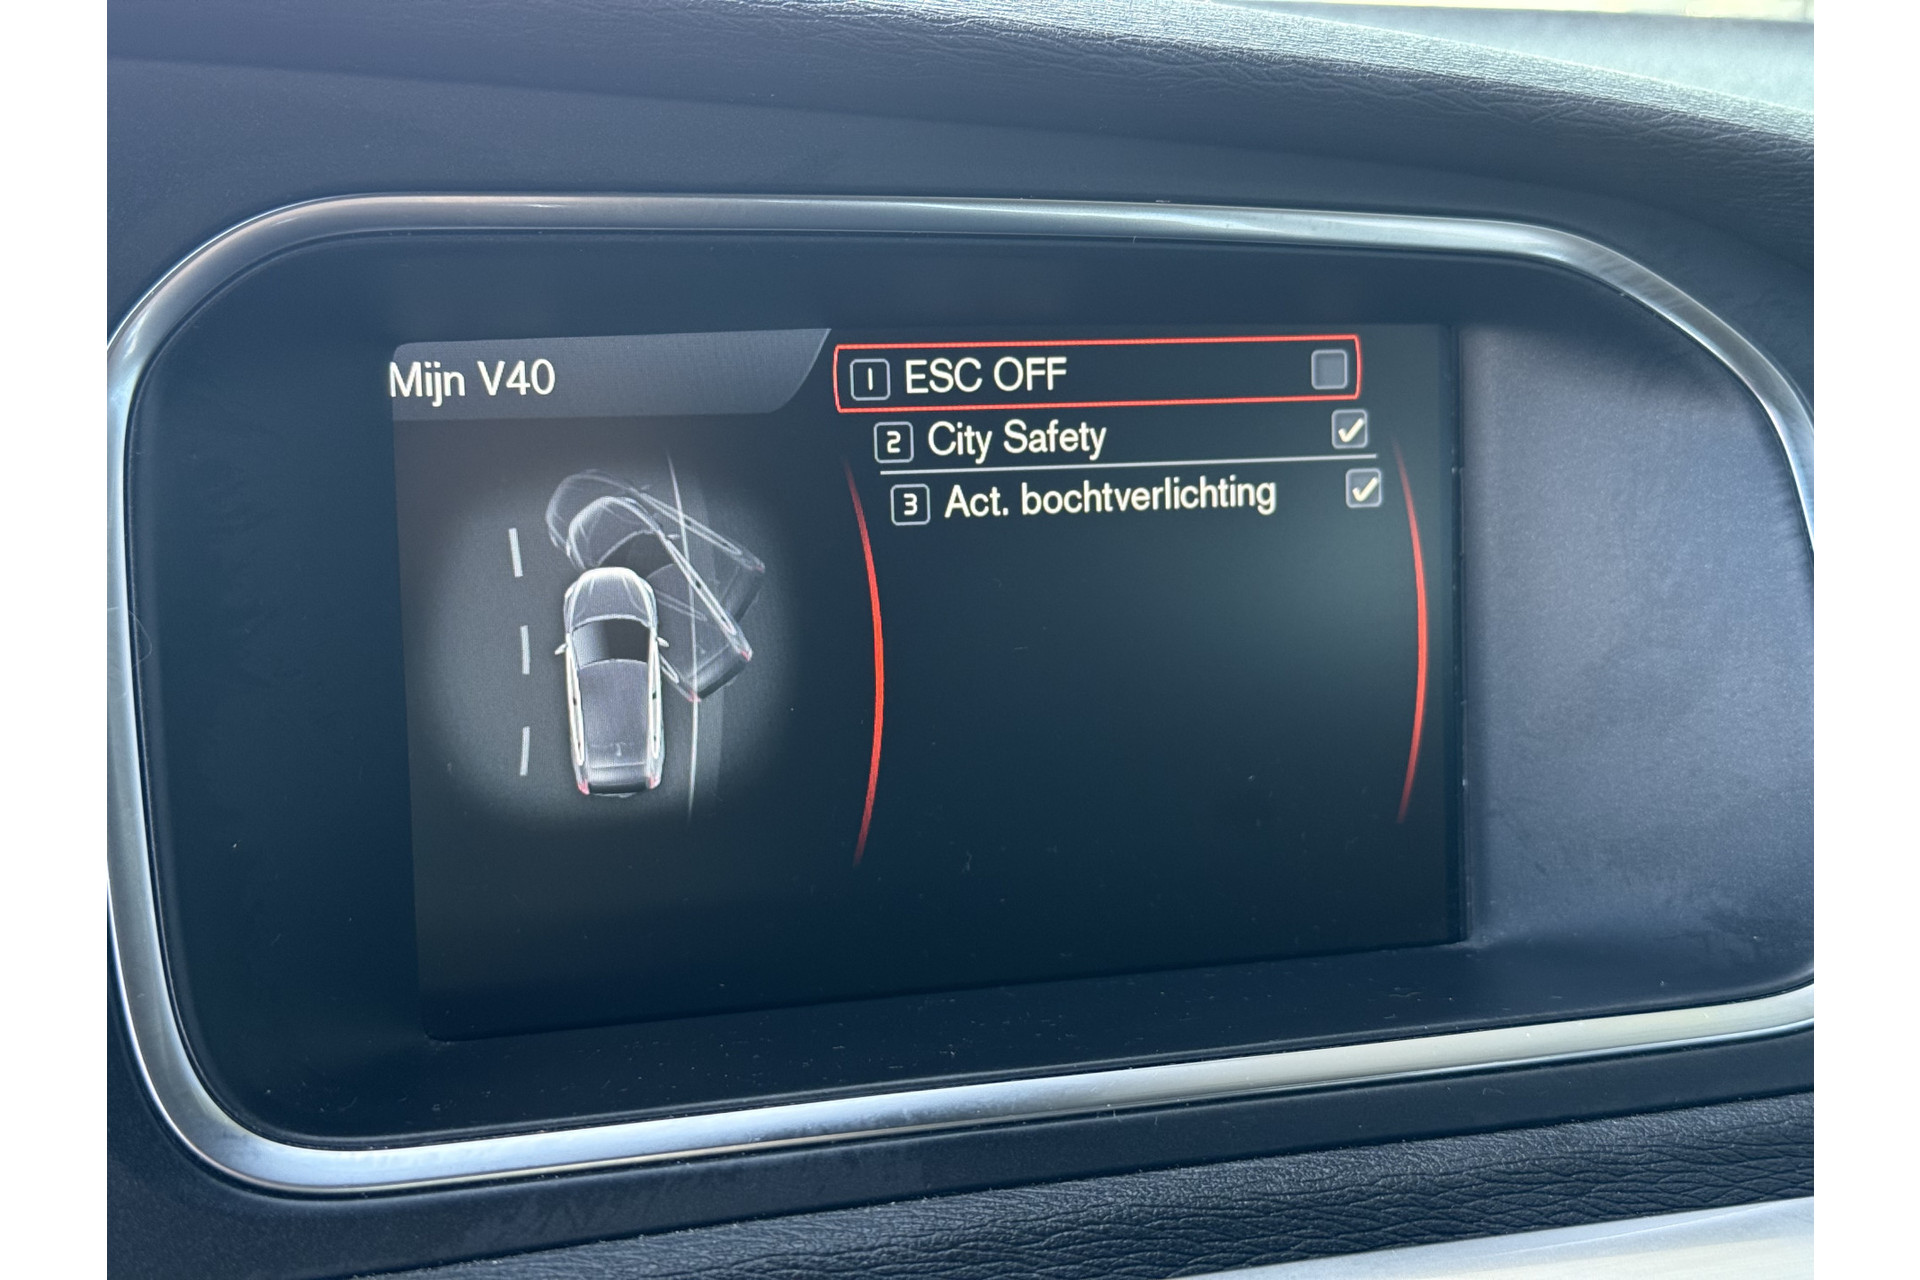 Mijn V40
1 ESC OFF
2 City Safety
3 Act. bochtverlichting